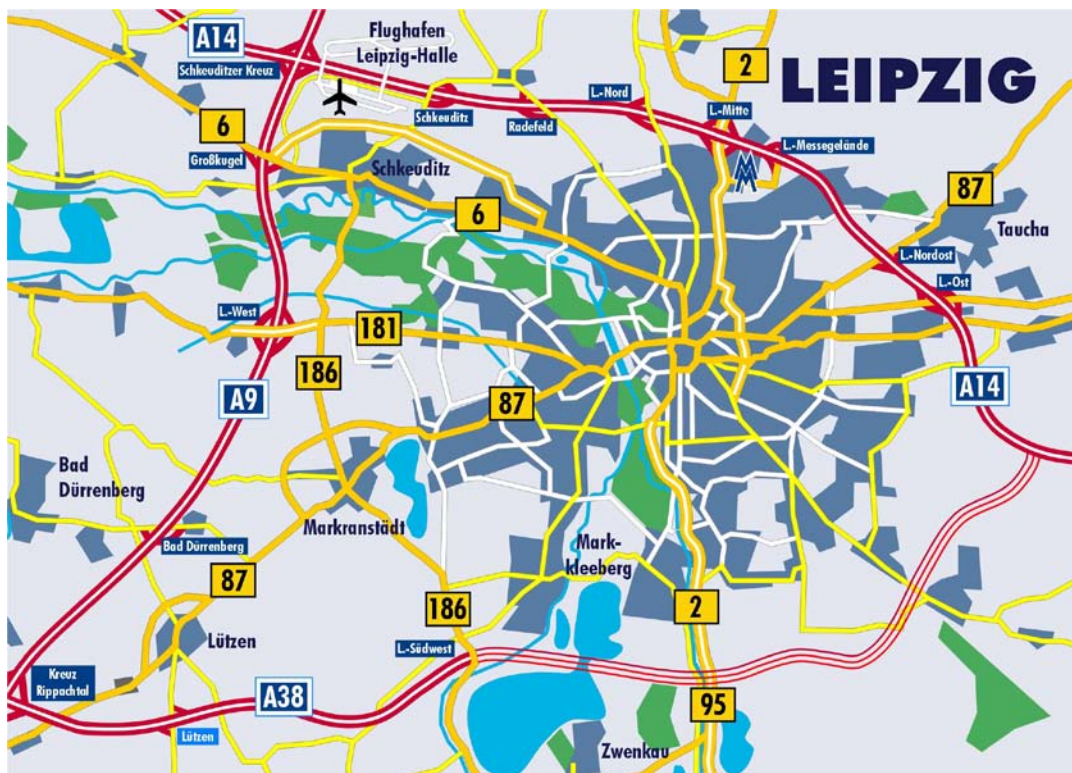 LEIPZIG
A14
Flughafen
Leipzig-Halle
2
Schkeuditzer Kreuz
L.-Nord
L.-Mitte
Schkeuditz
Radefeld
6
L.-Messegelände
Großkugel
Schkeuditz
87
6
Taucha
L.-Nordost
L.-Ost
L.-West
181
186
A9
87
A14
Bad
Dürrenberg
Markranstädt
Bad Dürrenberg
Mark-
kleeberg
87
186
2
Lützen
L.-Südwest
Kreuz
Rippachtal
A38
95
Lützen
Zwenkau